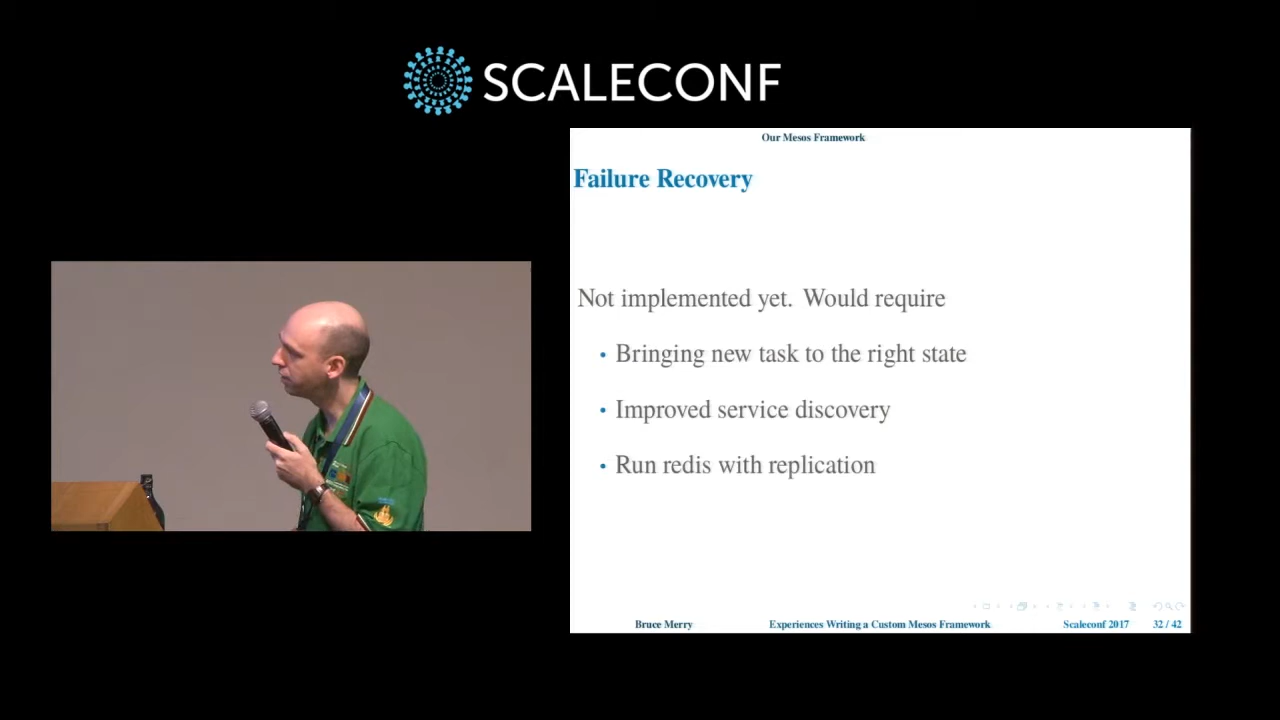 SCALECONF
Our Mesos Framework
Failure Recovery
Not implemented yet. Would require
• Bringing new task to the right state
• Improved service discovery
• Run redis with replication
Bruce Merry Experiences Writing a Custom Mesos Framework Scaleconf 2017 32 / 42